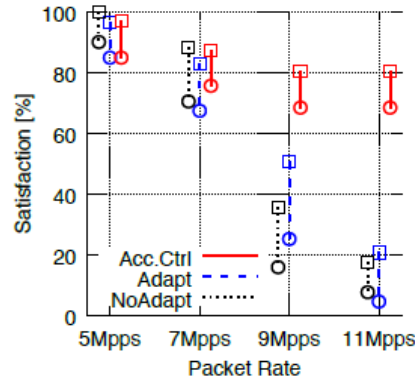 100
80
60
40
20
0
Satisfaction [%]
Acc.Ctrl
Adapt
NoAdapt
5Mpps 7Mpps 9Mpps 11Mpps
Packet Rate